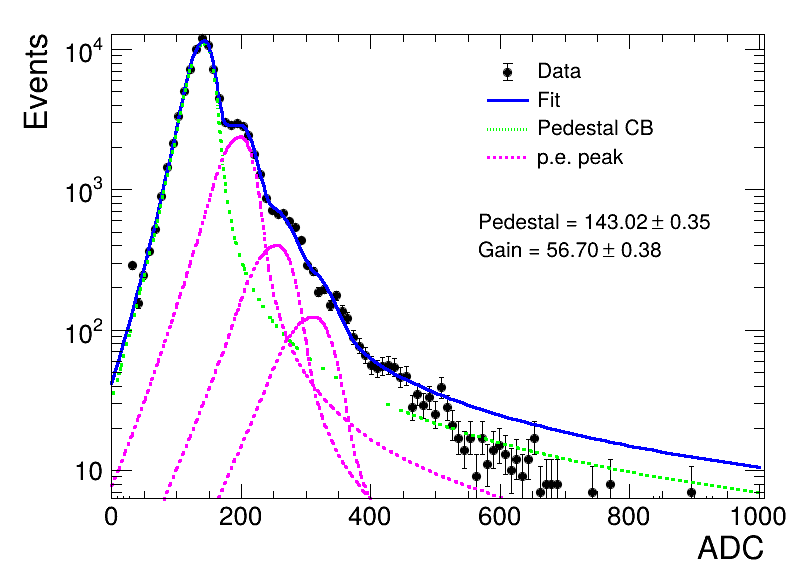 Events
10⁴
10³
10²
10
Data
Fit
Pedestal CB
p.e. peak
Pedestal = 143.02 ± 0.35
Gain = 56.70 ± 0.38
0 200 400 600 800 1000
ADC